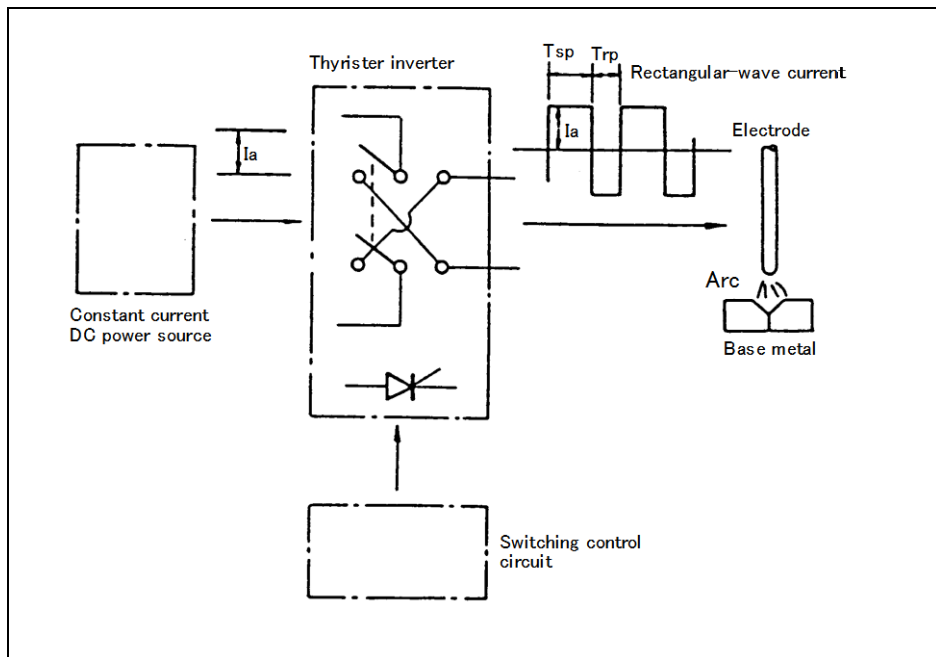 Tsp
Trp
Thyrister inverter
Rectangular-wave current
Ia
Ia
Electrode
Arc
Constant current
DC power source
Base metal
Switching control
circuit